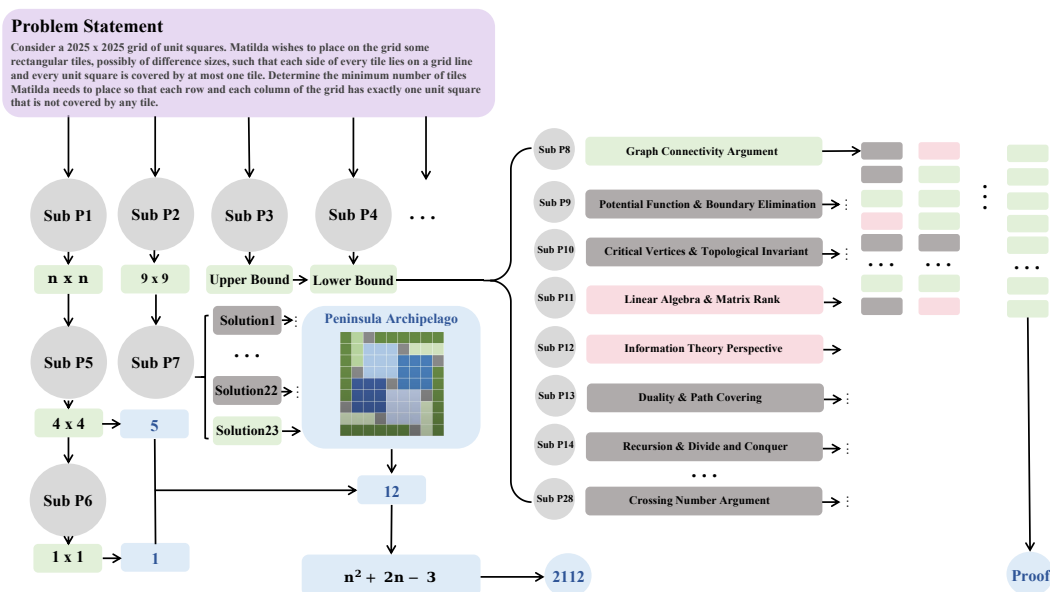 Problem Statement
Consider a 2025 x 2025 grid of unit squares. Matilda wishes to place on the grid some
rectangular tiles, possibly of difference sizes, such that each side of every tile lies on a grid line
and every unit square is covered by at most one tile. Determine the minimum number of tiles
Matilda needs to place so that each row and each column of the grid has exactly one unit square
that is not covered by any tile.
Sub P1
Sub P2
Sub P3
Sub P4
...
n x n
9 x 9
Upper Bound
Lower Bound
Sub P5
Sub P7
Solution1
...
Solution22
Solution23
Peninsula Archipelago
4 x 4
5
Sub P6
12
1 x 1
1
n² + 2n − 3
2112
Sub P8
Graph Connectivity Argument
Sub P9
Potential Function & Boundary Elimination
Sub P10
Critical Vertices & Topological Invariant
Sub P11
Linear Algebra & Matrix Rank
Sub P12
Information Theory Perspective
Sub P13
Duality & Path Covering
Sub P14
Recursion & Divide and Conquer
...
Sub P28
Crossing Number Argument
... ... ...
Proof